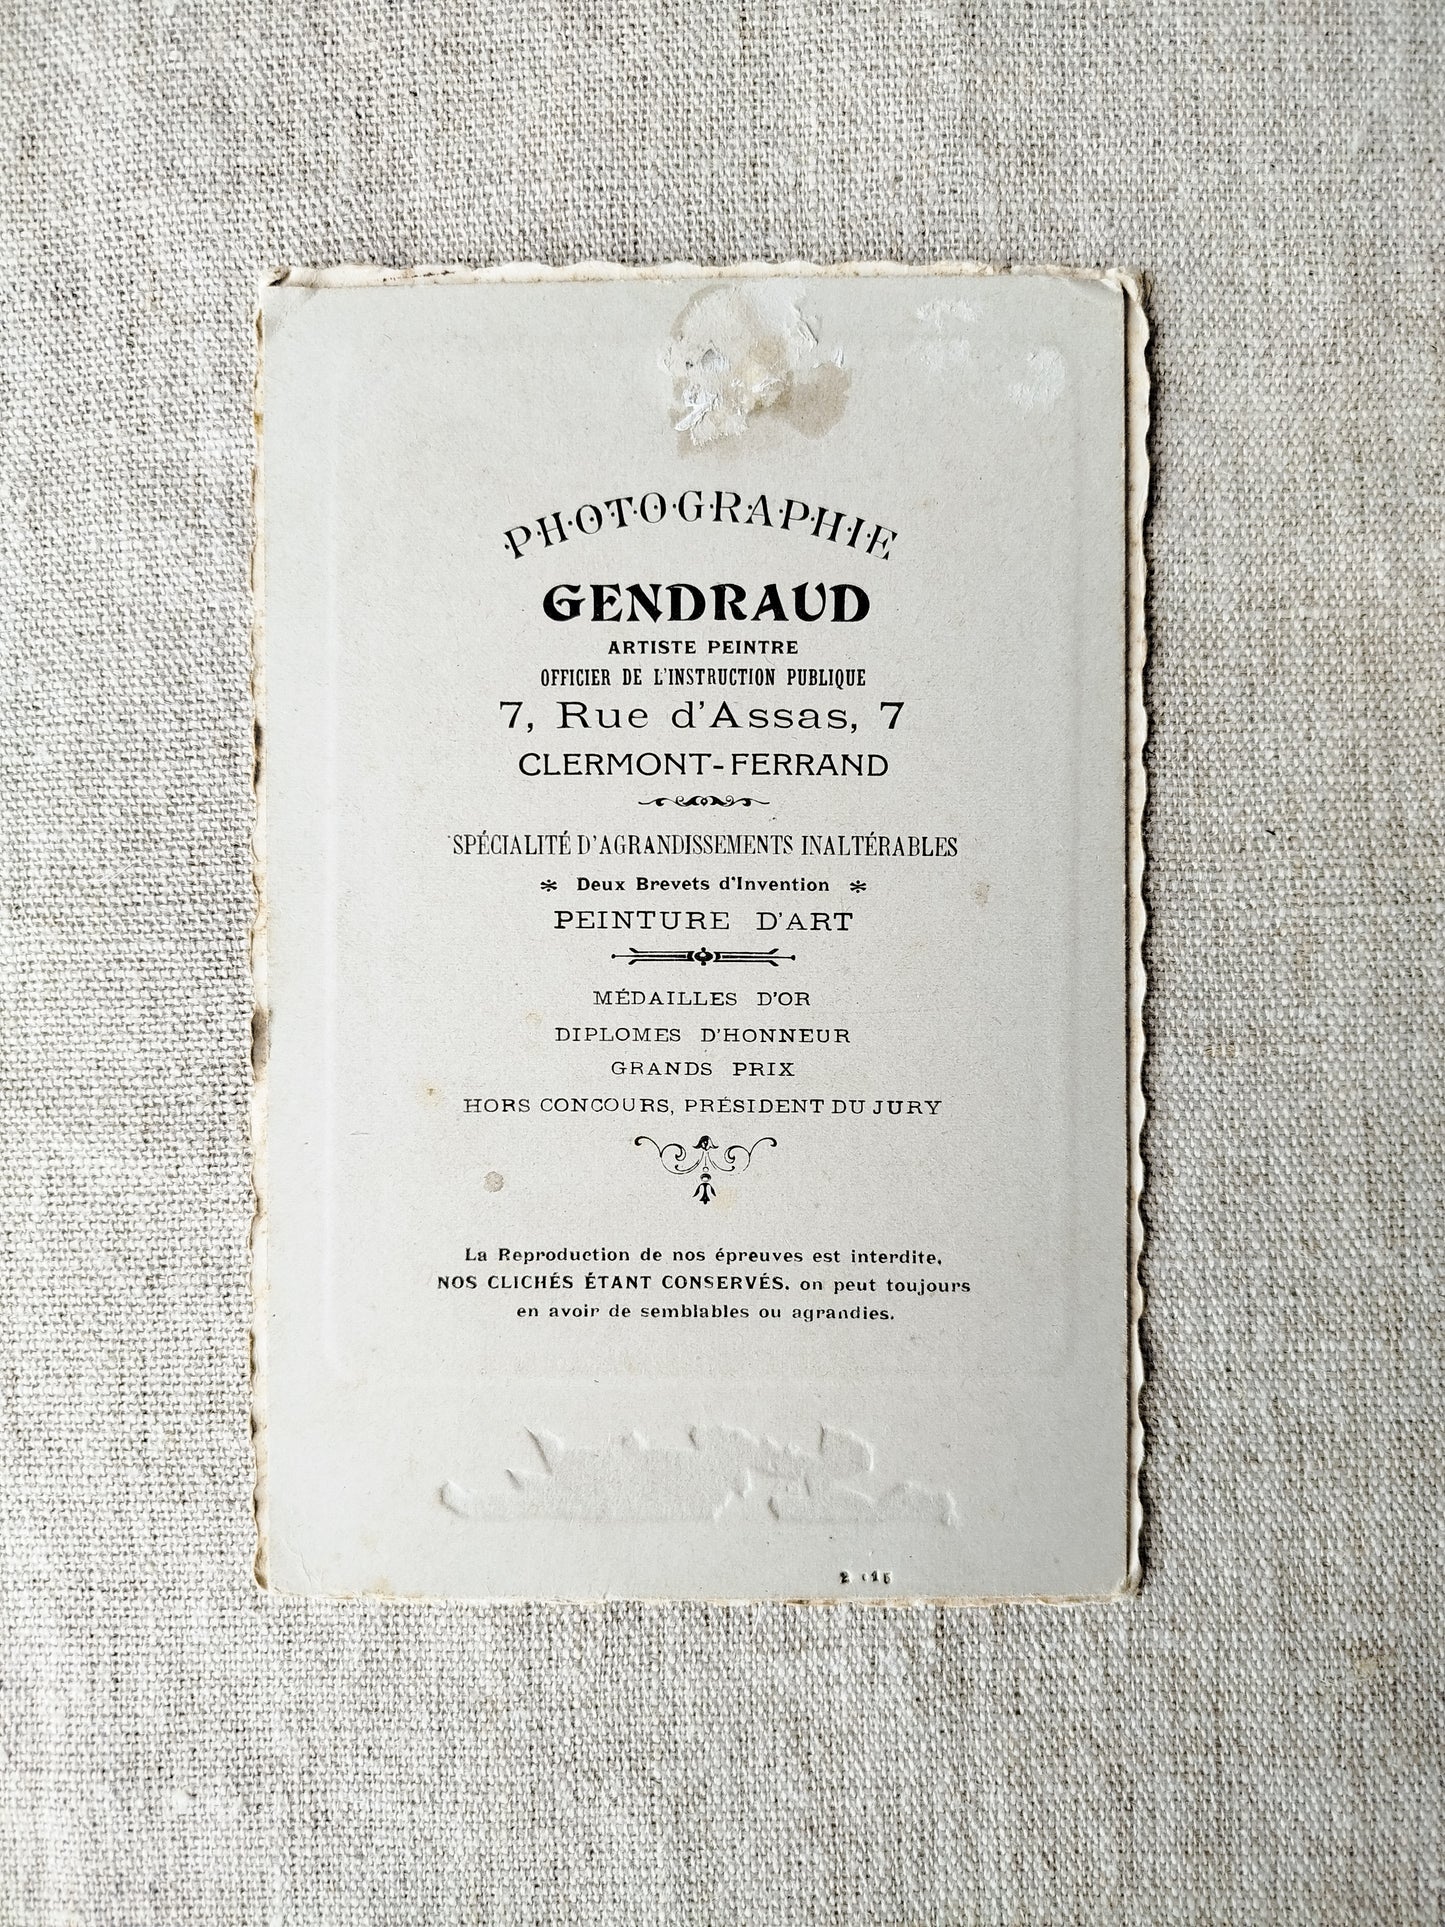 PHOTOGRAPHIE
GENDRAUD
ARTISTE PEINTRE
OFFICIER DE L'INSTRUCTION PUBLIQUE
7, Rue d'Assas, 7
CLERMONT-FERRAND
SPÉCIALITÉ D'AGRANDISSEMENTS INALTÉRABLES
* Deux Brevets d'Invention *
PEINTURE D'ART
MÉDAILLES D'OR
DIPLOMES D'HONNEUR
GRANDS PRIX
HORS CONCOURS, PRÉSIDENT DU JURY
La Reproduction de nos épreuves est interdite.
NOS CLICHÉS ÉTANT CONSERVÉS. on peut toujours
en avoir de semblables ou agrandies.